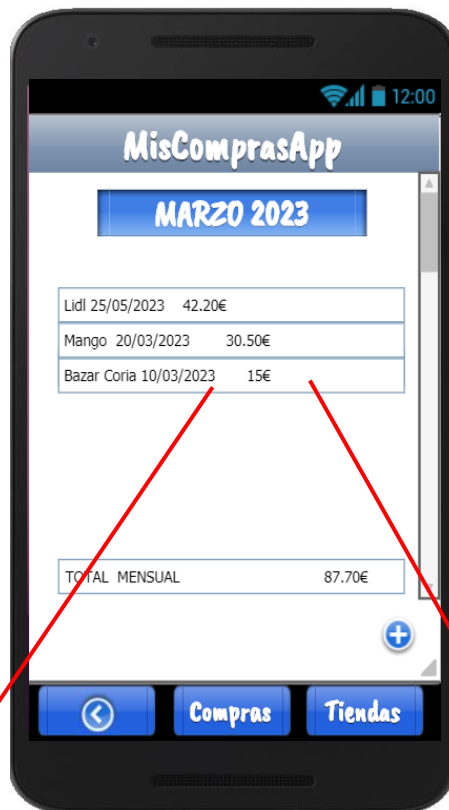 12:00
MisComprasApp
MARZO 2023
Lidl 25/05/2023 42.20€
Mango 20/03/2023 30.50€
Bazar Coria 10/03/2023 15€
TOTAL MENSUAL 87.70€
Compras Tiendas